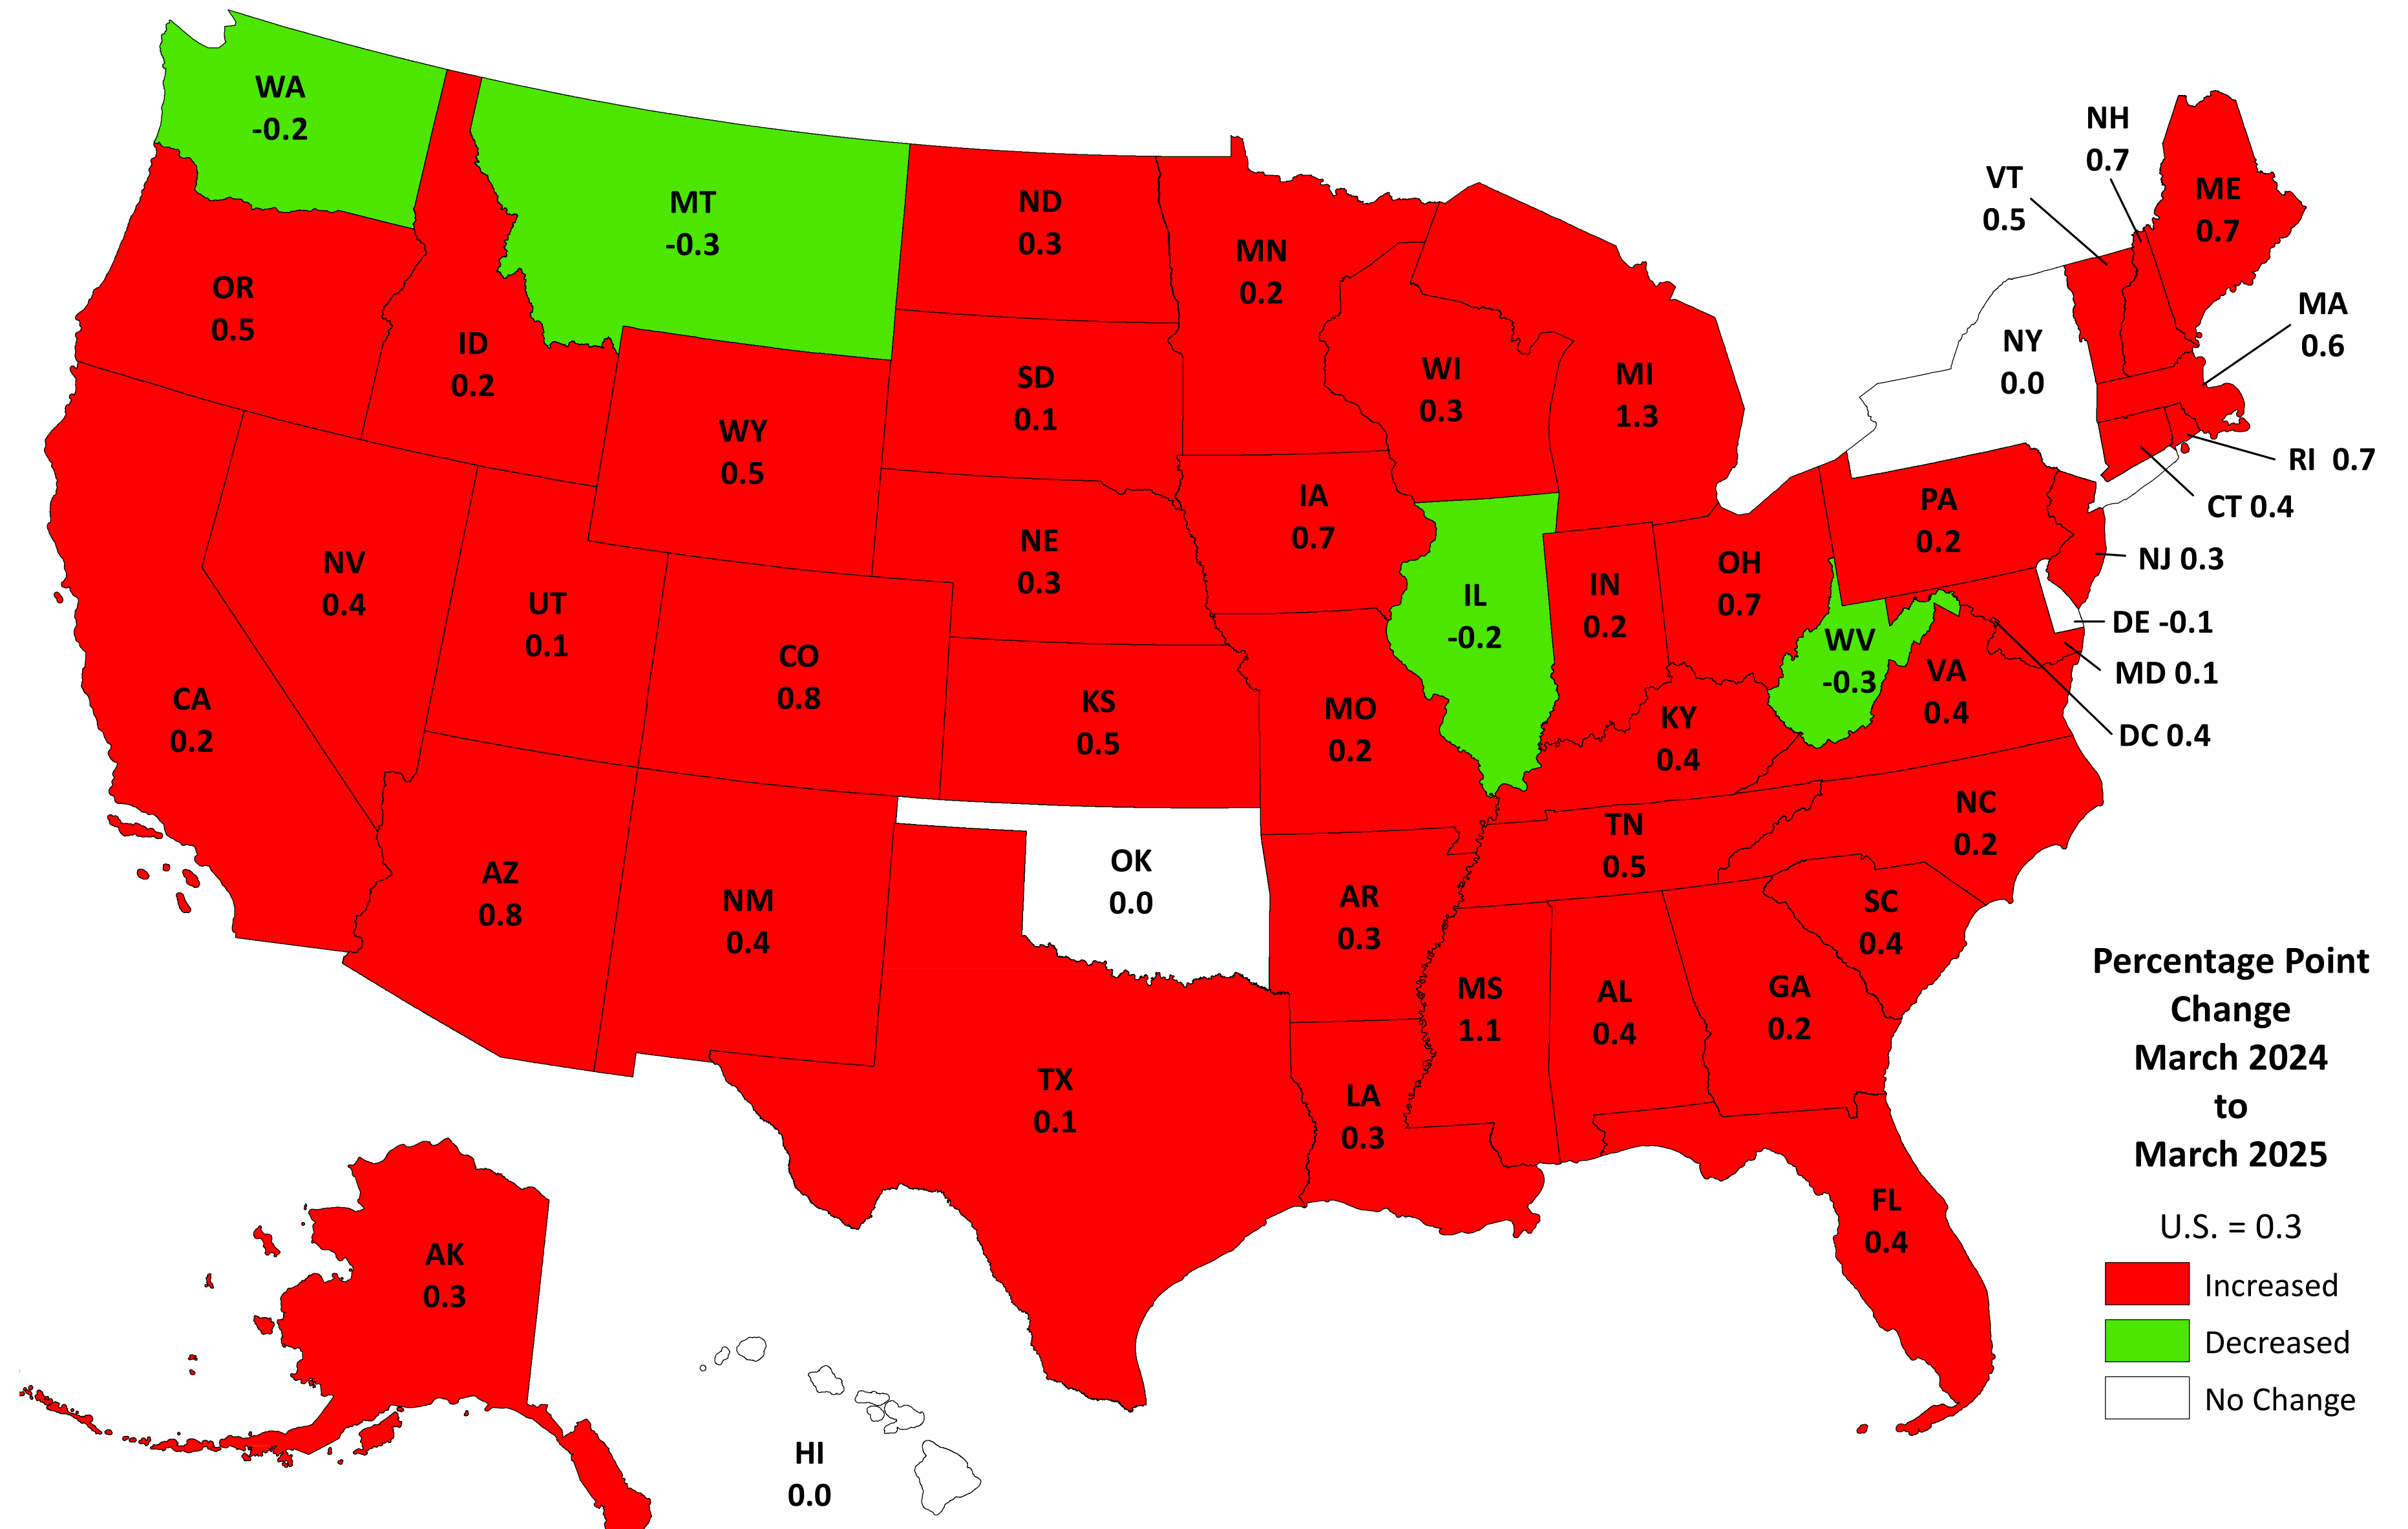 WA
-0.2
MT
-0.3
ND
0.3
MN
0.2
NH
0.7
VT
0.5
ME
0.7
MA
0.6
NY
0.0
RI 0.7
CT 0.4
OR
0.5
ID
0.2
WY
0.5
SD
0.1
WI
0.3
MI
1.3
IA
0.7
NE
0.3
PA
0.2
NJ 0.3
DE -0.1
MD 0.1
DC 0.4
NV
0.4
UT
0.1
CO
0.8
CA
0.2
KS
0.5
MO
0.2
IL
-0.2
IN
0.2
OH
0.7
WV
-0.3
VA
0.4
KY
0.4
NC
0.2
TN
0.5
SC
0.4
AZ
0.8
NM
0.4
OK
0.0
AR
0.3
MS
1.1
AL
0.4
GA
0.2
TX
0.1
LA
0.3
FL
0.4
AK
0.3
HI
0.0
Percentage Point
Change
March 2024
to
March 2025
U.S. = 0.3
Increased
Decreased
No Change